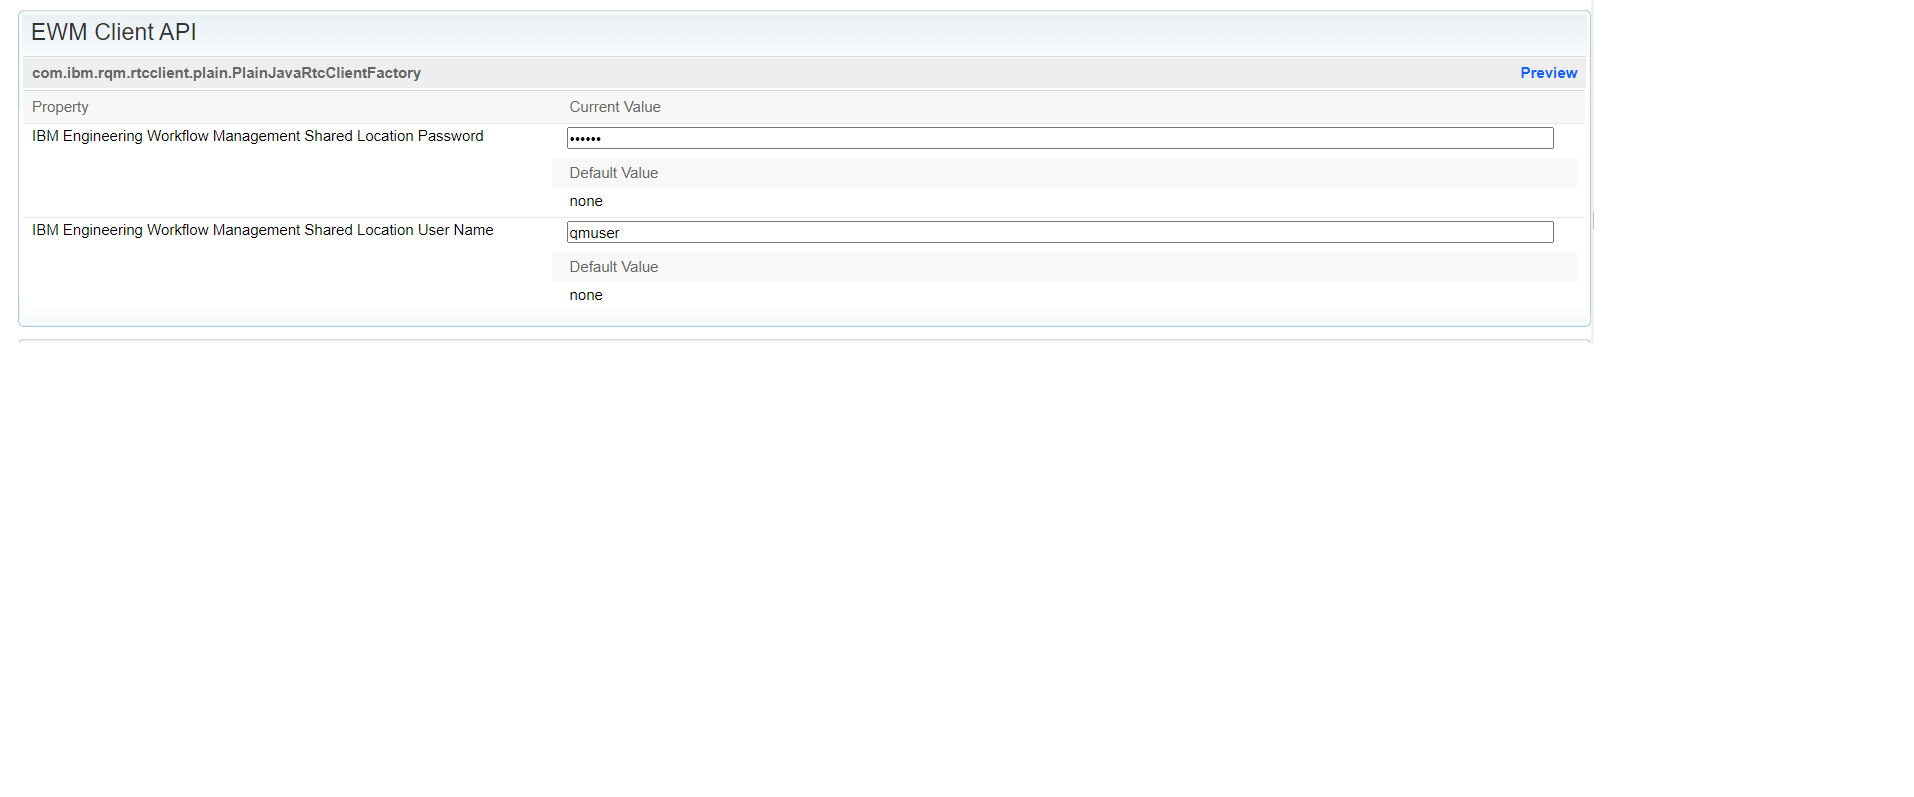 EWM Client API
com.ibm.rqm.rtcclient.plain.PlainJavaRtcClientFactory Preview
Property Current Value
IBM Engineering Workflow Management Shared Location Password ••••••
Default Value
none
IBM Engineering Workflow Management Shared Location User Name qmuser
Default Value
none